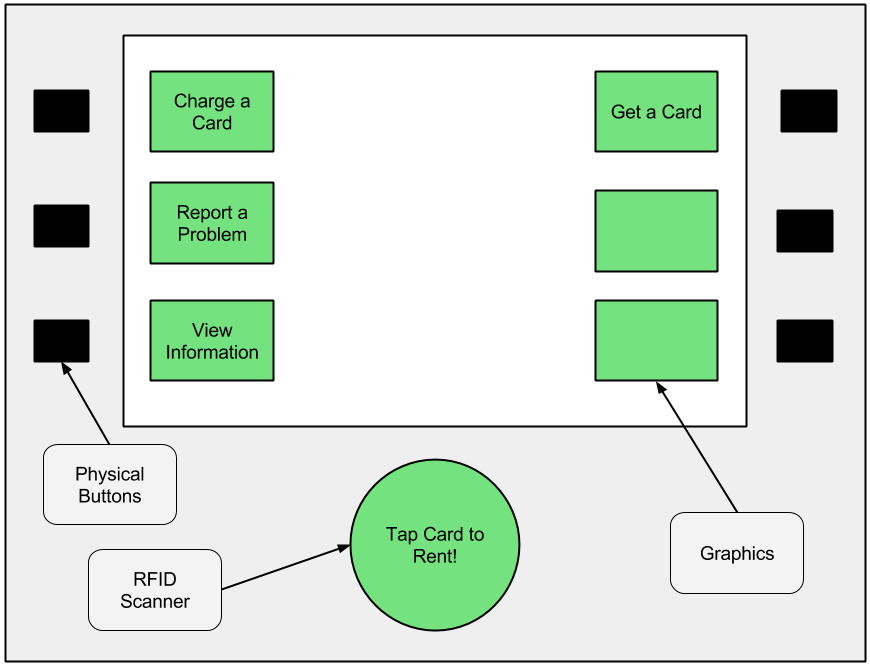 Charge a
Card
Get a Card
Report a
Problem
View
Information
Physical
Buttons
Tap Card to
Rent!
Graphics
RFID
Scanner